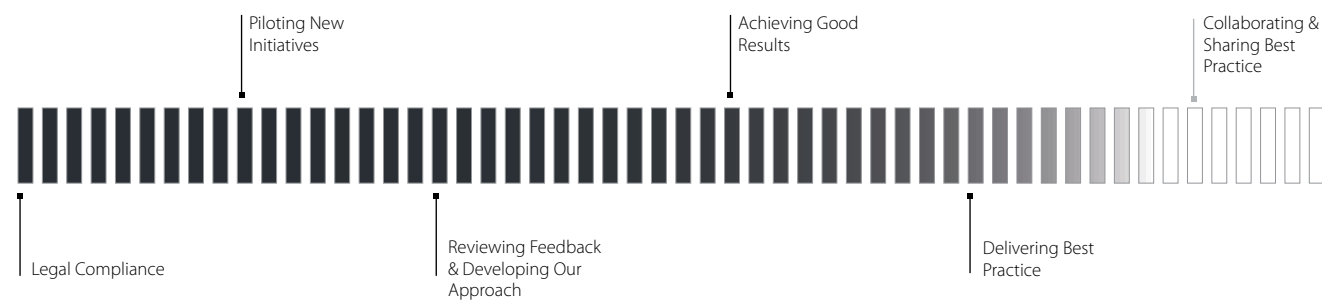 Piloting New
Initiatives
Achieving Good
Results
Collaborating &
Sharing Best
Practice
Legal Compliance
Reviewing Feedback
& Developing Our
Approach
Delivering Best
Practice